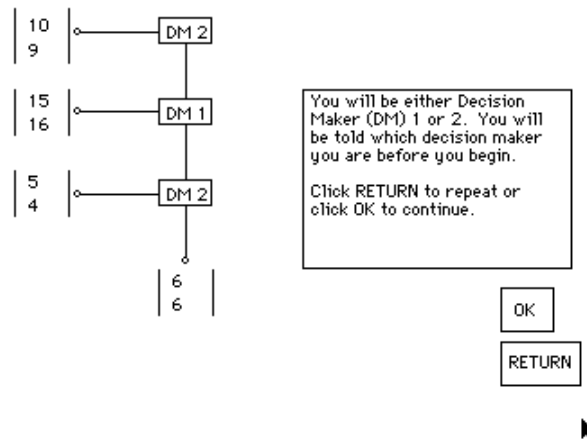 10
9
DM 2
15
16
DM 1
5
4
DM 2
6
6
You will be either Decision
Maker (DM) 1 or 2. You will
be told which decision maker
you are before you begin.
Click RETURN to repeat or
click OK to continue.
OK
RETURN